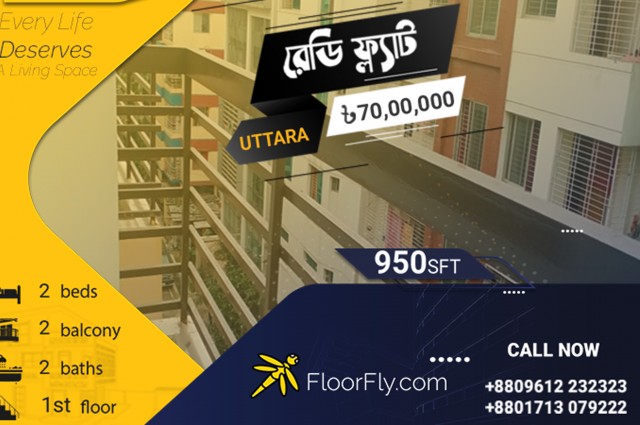 Every Life
Deserves
A Living Space
রেডি ফ্ল্যাট
৳70,00,000
UTTARA
950SFT
2 beds
2 balcony
2 baths
1st floor
FloorFly.com
CALL NOW
+8809612 232323
+8801713 079222